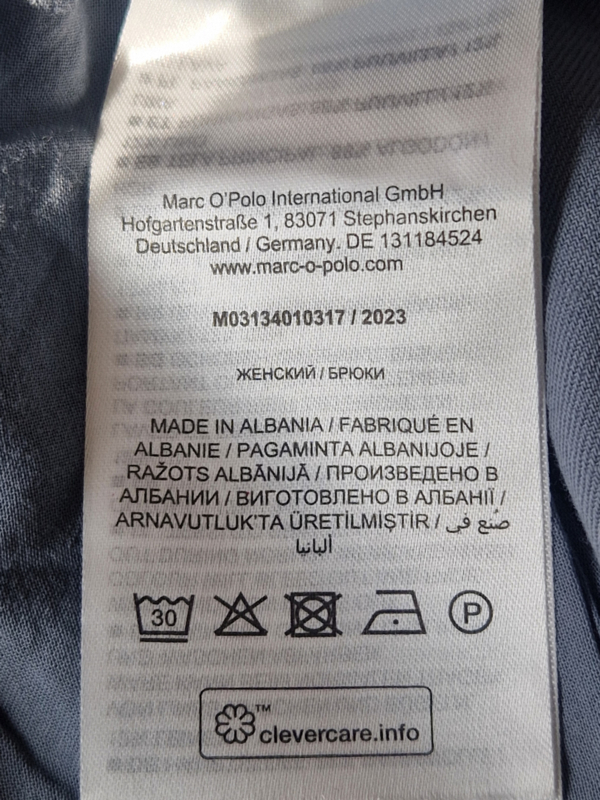 Marc O'Polo International GmbH
Hofgartenstraße 1, 83071 Stephanskirchen
Deutschland / Germany. DE 131184524
www.marc-o-polo.com
M03134010317 / 2023
ЖЕНСКИЙ / БРЮКИ
MADE IN ALBANIA / FABRIQUÉ EN
ALBANIE / PAGAMINTA ALBANIJOJE /
RAŽOTS ALBĀNIJĀ / ПРОИЗВЕДЕНО В
АЛБАНИИ / ВИГОТОВЛЕНО В АЛБАНІЇ /
ARNAVUTLUK'TA ÜRETİLMİŞTİR / صُنع في
ألبانيا
30
P
™
clevercare.info